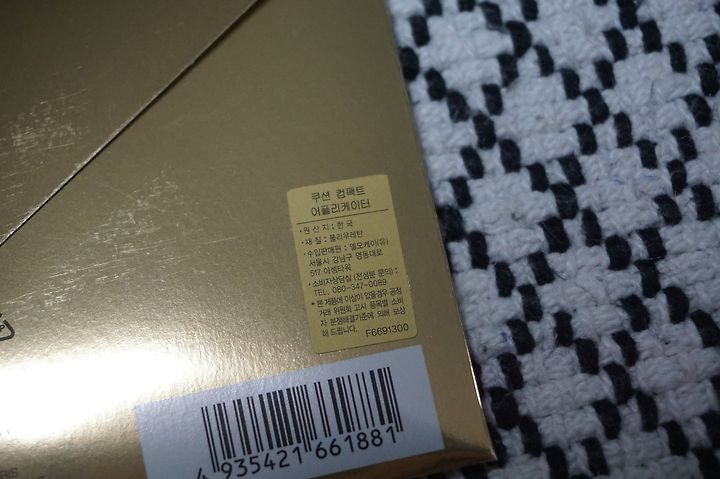 쿠션 컴팩트
어플리케이터
· 원 산 지 : 한 국
· 재 질 : 폴리우레탄
· 수입판매원 : 엘오케이(유)
서울시 강남구 영동대로
517 아셈타워
· 소비자상담실 (전성분 문의) :
TEL. 080-347-0089
* 본 제품에 이상이 있을경우 공정
거래 위원회 고시 품목별 소비
자 분쟁해결기준에 의해 보상
해 드립니다. F6691300
4 935421 661881